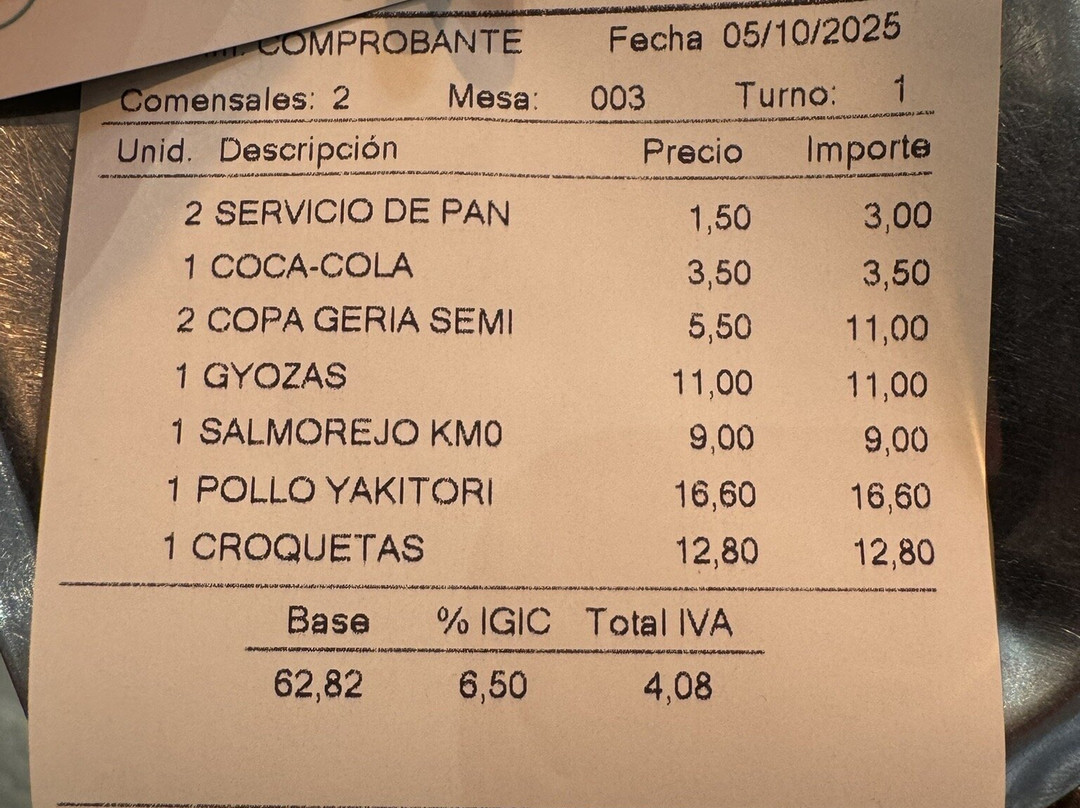 COMPROBANTE Fecha 05/10/2025
Comensales: 2 Mesa: 003 Turno: 1
Unid. Descripción Precio Importe
2 SERVICIO DE PAN 1,50 3,00
1 COCA-COLA 3,50 3,50
2 COPA GERIA SEMI 5,50 11,00
1 GYOZAS 11,00 11,00
1 SALMOREJO KM0 9,00 9,00
1 POLLO YAKITORI 16,60 16,60
1 CROQUETAS 12,80 12,80
Base % IGIC Total IVA
62,82 6,50 4,08